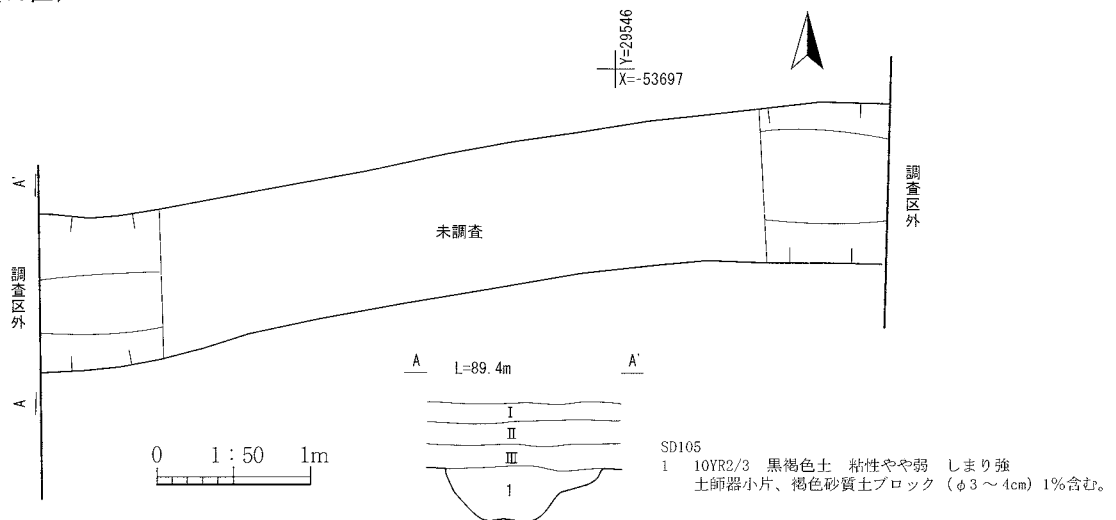 Y=29546
X=-53697
A'
調査区外
未調査
調査区外
A
A L=89.4m A'
Ⅰ
Ⅱ
Ⅲ
1
0 1:50 1m
SD105
1 10YR2/3 黒褐色土 粘性やや弱 しまり強
土師器小片、褐色砂質土ブロック (φ3～4cm) 1%含む。